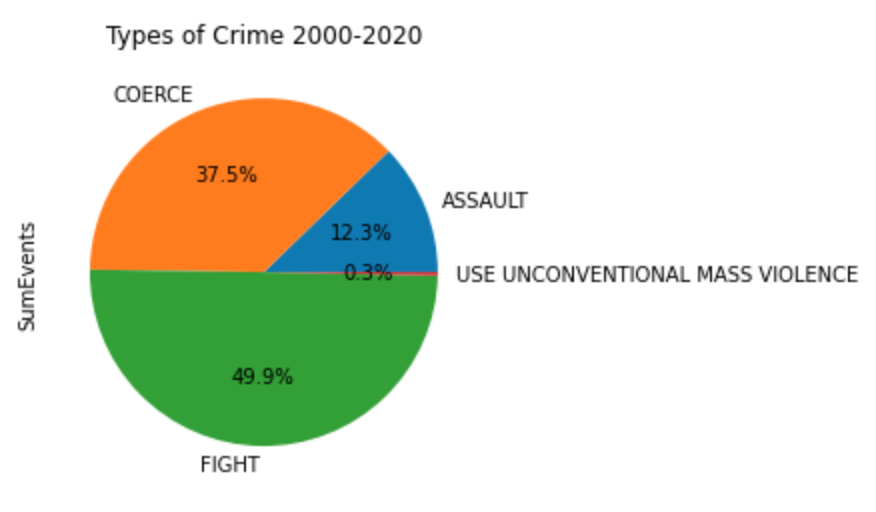 Types of Crime 2000-2020
COERCE
37.5%
ASSAULT
12.3%
0.3%
USE UNCONVENTIONAL MASS VIOLENCE
SumEvents
49.9%
FIGHT